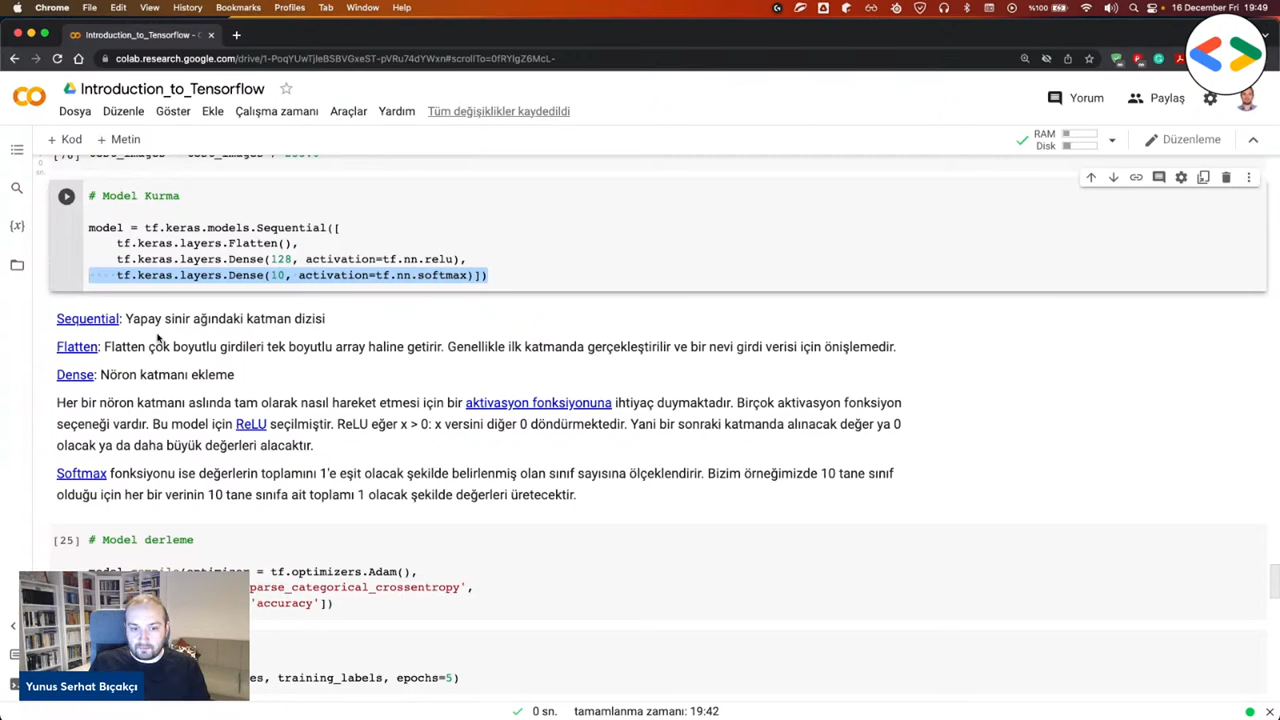 Chrome File Edit View History Bookmarks Profiles Tab Window Help %100 16 December Fri 19:49
Introduction_to_Tensorflow -
colab.research.google.com/drive/1-PoqYUwTjleBSBVGxeST-pVRu74dYWxn#scrollTo=0fRYlgZ6McL-
Introduction_to_Tensorflow
Dosya Düzenle Göster Ekle Çalışma zamanı Araçlar Yardım Tüm değişiklikler kaydedildi
Yorum Paylaş
+ Kod + Metin
RAM
Disk
Düzenleme
# Model Kurma
model = tf.keras.models.Sequential([
tf.keras.layers.Flatten(),
tf.keras.layers.Dense(128, activation=tf.nn.relu),
tf.keras.layers.Dense(10, activation=tf.nn.softmax)])
Sequential: Yapay sinir ağındaki katman dizisi
Flatten: Flatten çok boyutlu girdileri tek boyutlu array haline getirir. Genellikle ilk katmanda gerçekleştirilir ve bir nevi girdi verisi için önişlemedir.
Dense: Nöron katmanı ekleme
Her bir nöron katmanı aslında tam olarak nasıl hareket etmesi için bir aktivasyon fonksiyonuna ihtiyaç duymaktadır. Birçok aktivasyon fonksiyon
seçeneği vardır. Bu model için ReLU seçilmiştir. ReLU eğer x > 0: x versini diğer 0 döndürmektedir. Yani bir sonraki katmanda alınacak değer ya 0
olacak ya da daha büyük değerleri alacaktır.
Softmax fonksiyonu ise değerlerin toplamını 1'e eşit olacak şekilde belirlenmiş olan sınıf sayısına ölçeklendirir. Bizim örneğimizde 10 tane sınıf
olduğu için her bir verinin 10 tane sınıfa ait toplamı 1 olacak şekilde değerleri üretecektir.
[25] # Model derleme
= tf.optimizers.Adam(),
parse_categorical_crossentropy',
'accuracy'])
es, training_labels, epochs=5)
Yunus Serhat Bıçakçı
0 sn. tamamlanma zamanı: 19:42